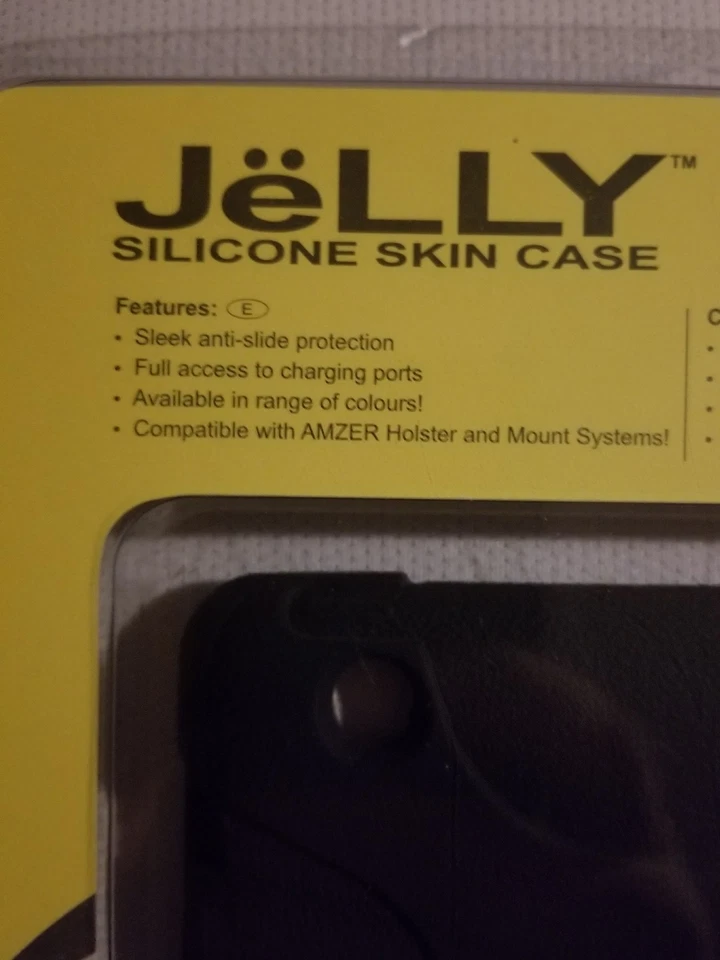 JëLLY™
SILICONE SKIN CASE
Features: E
• Sleek anti-slide protection
• Full access to charging ports
• Available in range of colours!
• Compatible with AMZER Holster and Mount Systems!